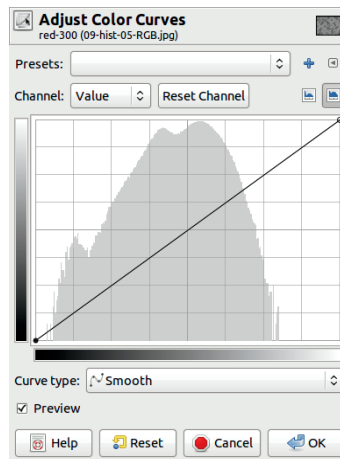 Adjust Color Curves
red-300 (09-hist-05-RGB.jpg)
Presets:
Channel: Value Reset Channel
Curve type: Smooth
Preview
Help Reset Cancel OK